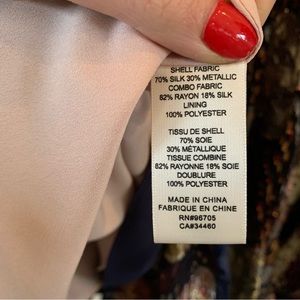 SHELL FABRIC
70% SILK 30% METALLIC
COMBO FABRIC
82% RAYON 18% SILK
LINING
100% POLYESTER
TISSU DE SHELL
70% SOIE
30% MÉTALLIQUE
TISSUE COMBINE
82% RAYONNE 18% SOIE
DOUBLURE
100% POLYESTER
MADE IN CHINA
FABRIQUE EN CHINE
RN#96705
CA#34460